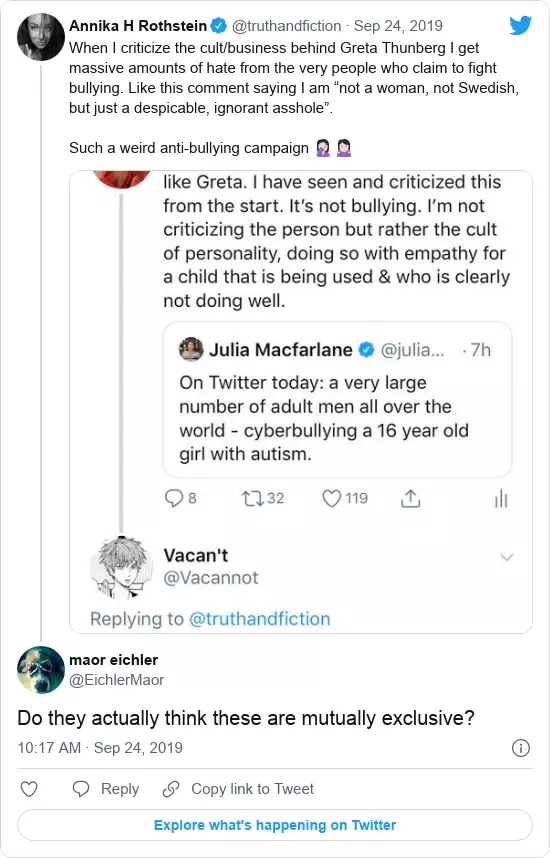 Annika H Rothstein @truthandfiction · Sep 24, 2019
When I criticize the cult/business behind Greta Thunberg I get
massive amounts of hate from the very people who claim to fight
bullying. Like this comment saying I am “not a woman, not Swedish,
but just a despicable, ignorant asshole”.
Such a weird anti-bullying campaign 🤦🏻‍♀️ 💁🏻‍♀️
like Greta. I have seen and criticized this
from the start. It’s not bullying. I’m not
criticizing the person but rather the cult
of personality, doing so with empathy for
a child that is being used & who is clearly
not doing well.
Julia Macfarlane @julia... · 7h
On Twitter today: a very large
number of adult men all over the
world - cyberbullying a 16 year old
girl with autism.
8 32 119
Vacan't
@Vacannot
Replying to @truthandfiction
maor eichler
@EichlerMaor
Do they actually think these are mutually exclusive?
10:17 AM · Sep 24, 2019
Reply Copy link to Tweet
Explore what's happening on Twitter